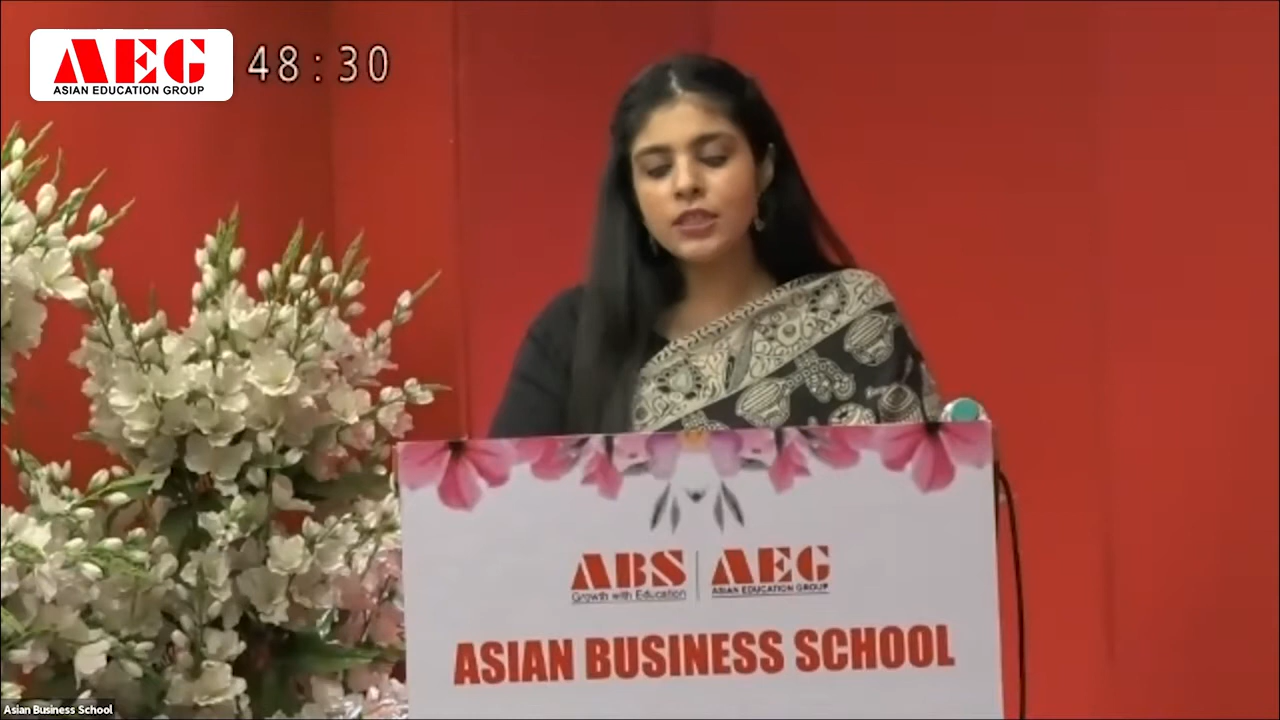 AEG
ASIAN EDUCATION GROUP
48:30
ABS | AEG
Growth with Education
ASIAN EDUCATION GROUP
ASIAN BUSINESS SCHOOL
Asian Business School